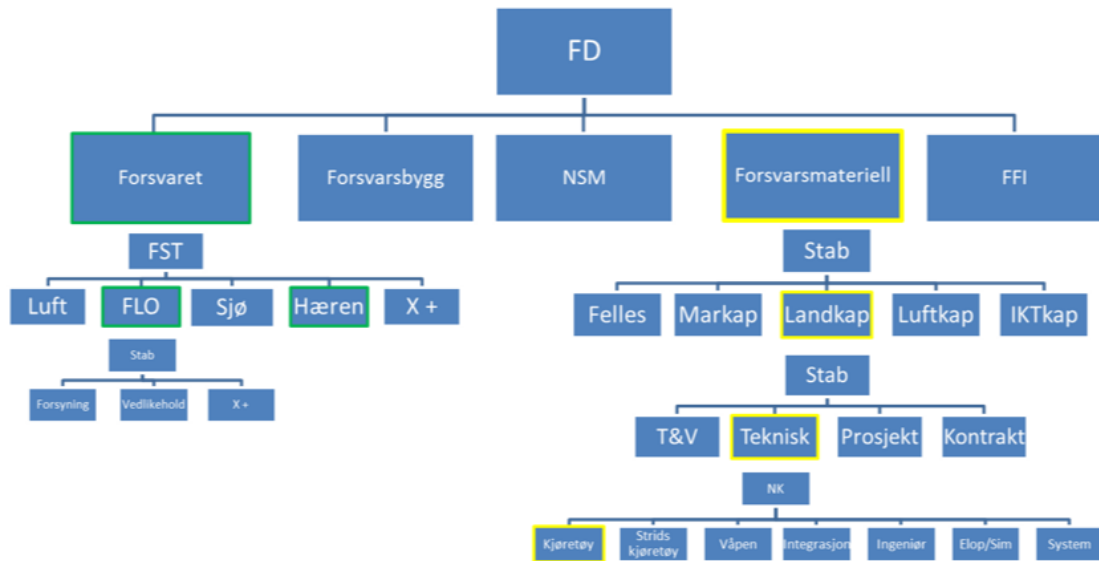 FD
Forsvaret
Forsvarsbygg
NSM
Forsvarsmateriell
FFI
FST
Stab
Luft
FLO
Sjø
Hæren
X +
Felles
Markap
Landkap
Luftkap
IKTkap
Stab
Stab
Forsyning
Vedlikehold
X +
T&V
Teknisk
Prosjekt
Kontrakt
NK
Kjøretøy
Strids
kjøretøy
Våpen
Integrasjon
Ingeniør
Elop/Sim
System